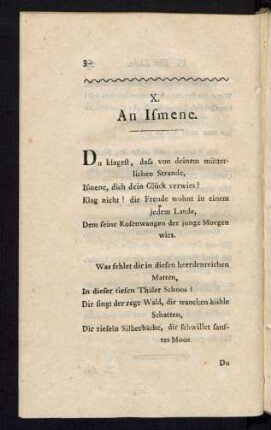 X.
An Ismene.
Du klagest, dass von deinem mütter-
lichen Strande,
Ismene, dich dein Glück verwies?
Klag nicht! die Freude wohnt in einem
jedem Lande,
Dem seine Rosenwangen der junge Morgen
wies.
Was fehlet dir in diesen heerdenreichen
Matten,
In dieser tiefen Thäler Schoos?
Dir singt der rege Wald, dir wanken kühle
Schatten,
Dir rieseln Silberbäche, dir schwillet sanf-
tes Moos.
Du